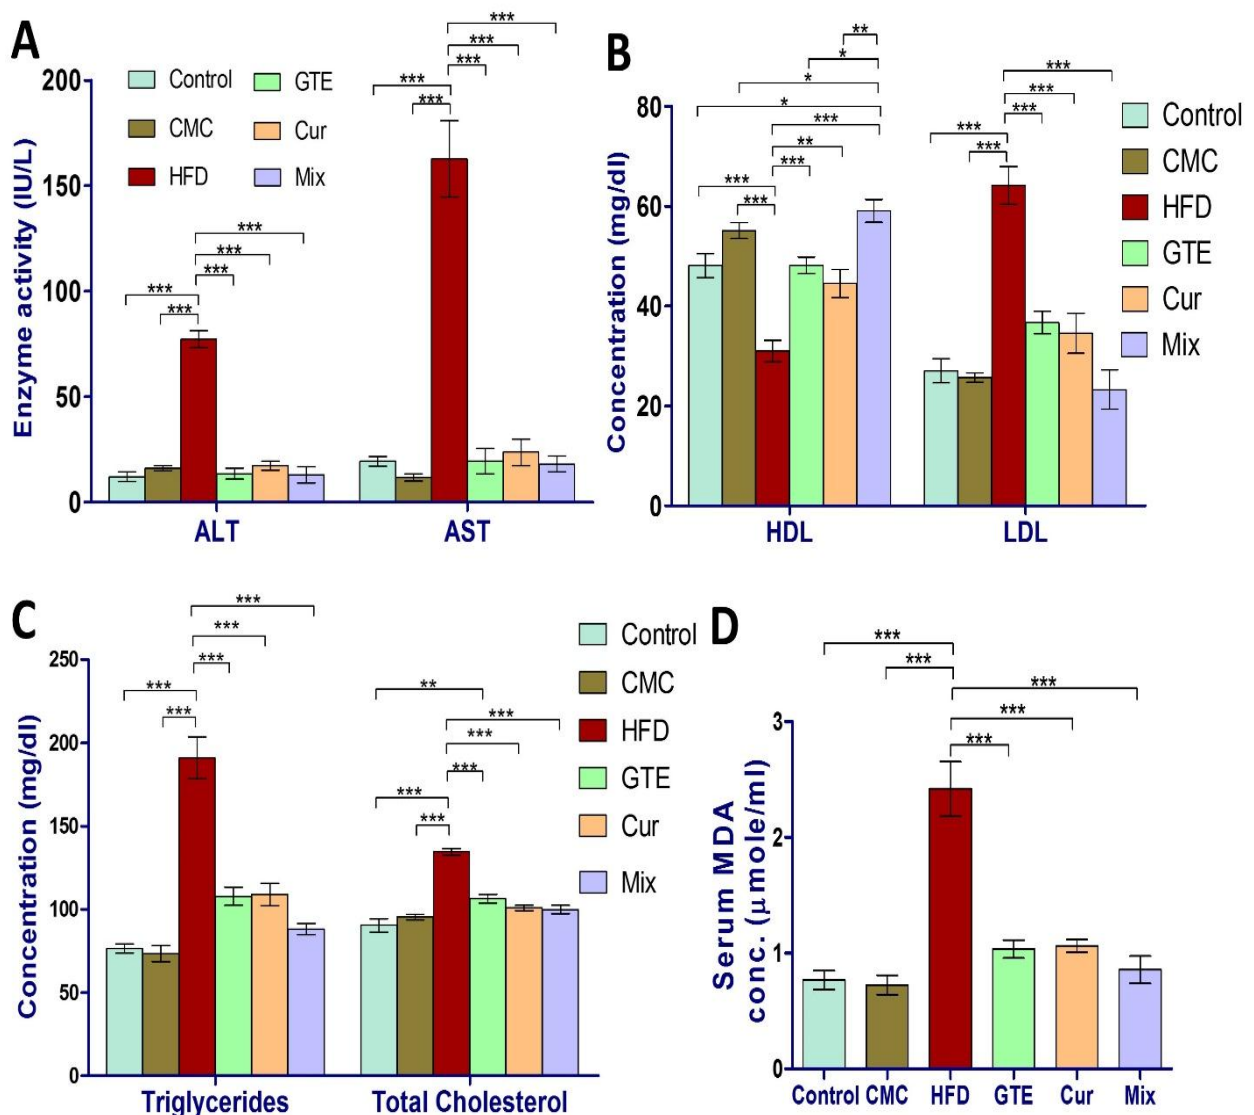 A
Enzyme activity (IU/L)
200
150
100
50
0
Control
CMC
HFD
GTE
Cur
Mix
***
***
***
***
***
***
***
***
***
***
ALT
AST
B
Concentration (mg/dl)
80
60
40
20
0
**
*
*
*
***
**
***
***
***
***
***
***
***
***
Control
CMC
HFD
GTE
Cur
Mix
HDL
LDL
C
Concentration (mg/dl)
250
200
150
100
50
0
***
***
***
***
***
**
***
***
***
***
***
Control
CMC
HFD
GTE
Cur
Mix
Triglycerides
Total Cholesterol
D
Serum MDA
conc. (μmole/ml)
3
2
1
0
***
***
***
***
***
Control CMC HFD GTE Cur Mix